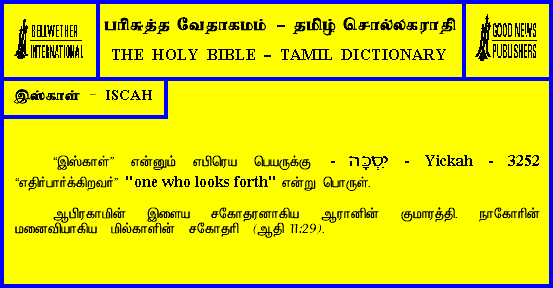 BELLWETHER
INTERNATIONAL
பரிசுத்த வேதாகமம் – தமிழ் சொல்லகராதி
THE HOLY BIBLE – TAMIL DICTIONARY
GOOD NEWS
PUBLISHERS
இஸ்காள் - ISCAH
“இஸ்காள்” என்னும் எபிரெய பெயருக்கு - יִסְכָּה - Yickah - 3252
“எதிர்பார்க்கிறவர்” "one who looks forth" என்று பொருள்.
ஆபிரகாமின் இளைய சகோதரனாகிய ஆரானின் குமாரத்தி. நாகோரின்
மனைவியாகிய மில்காளின் சகோதரி (ஆதி 11:29).